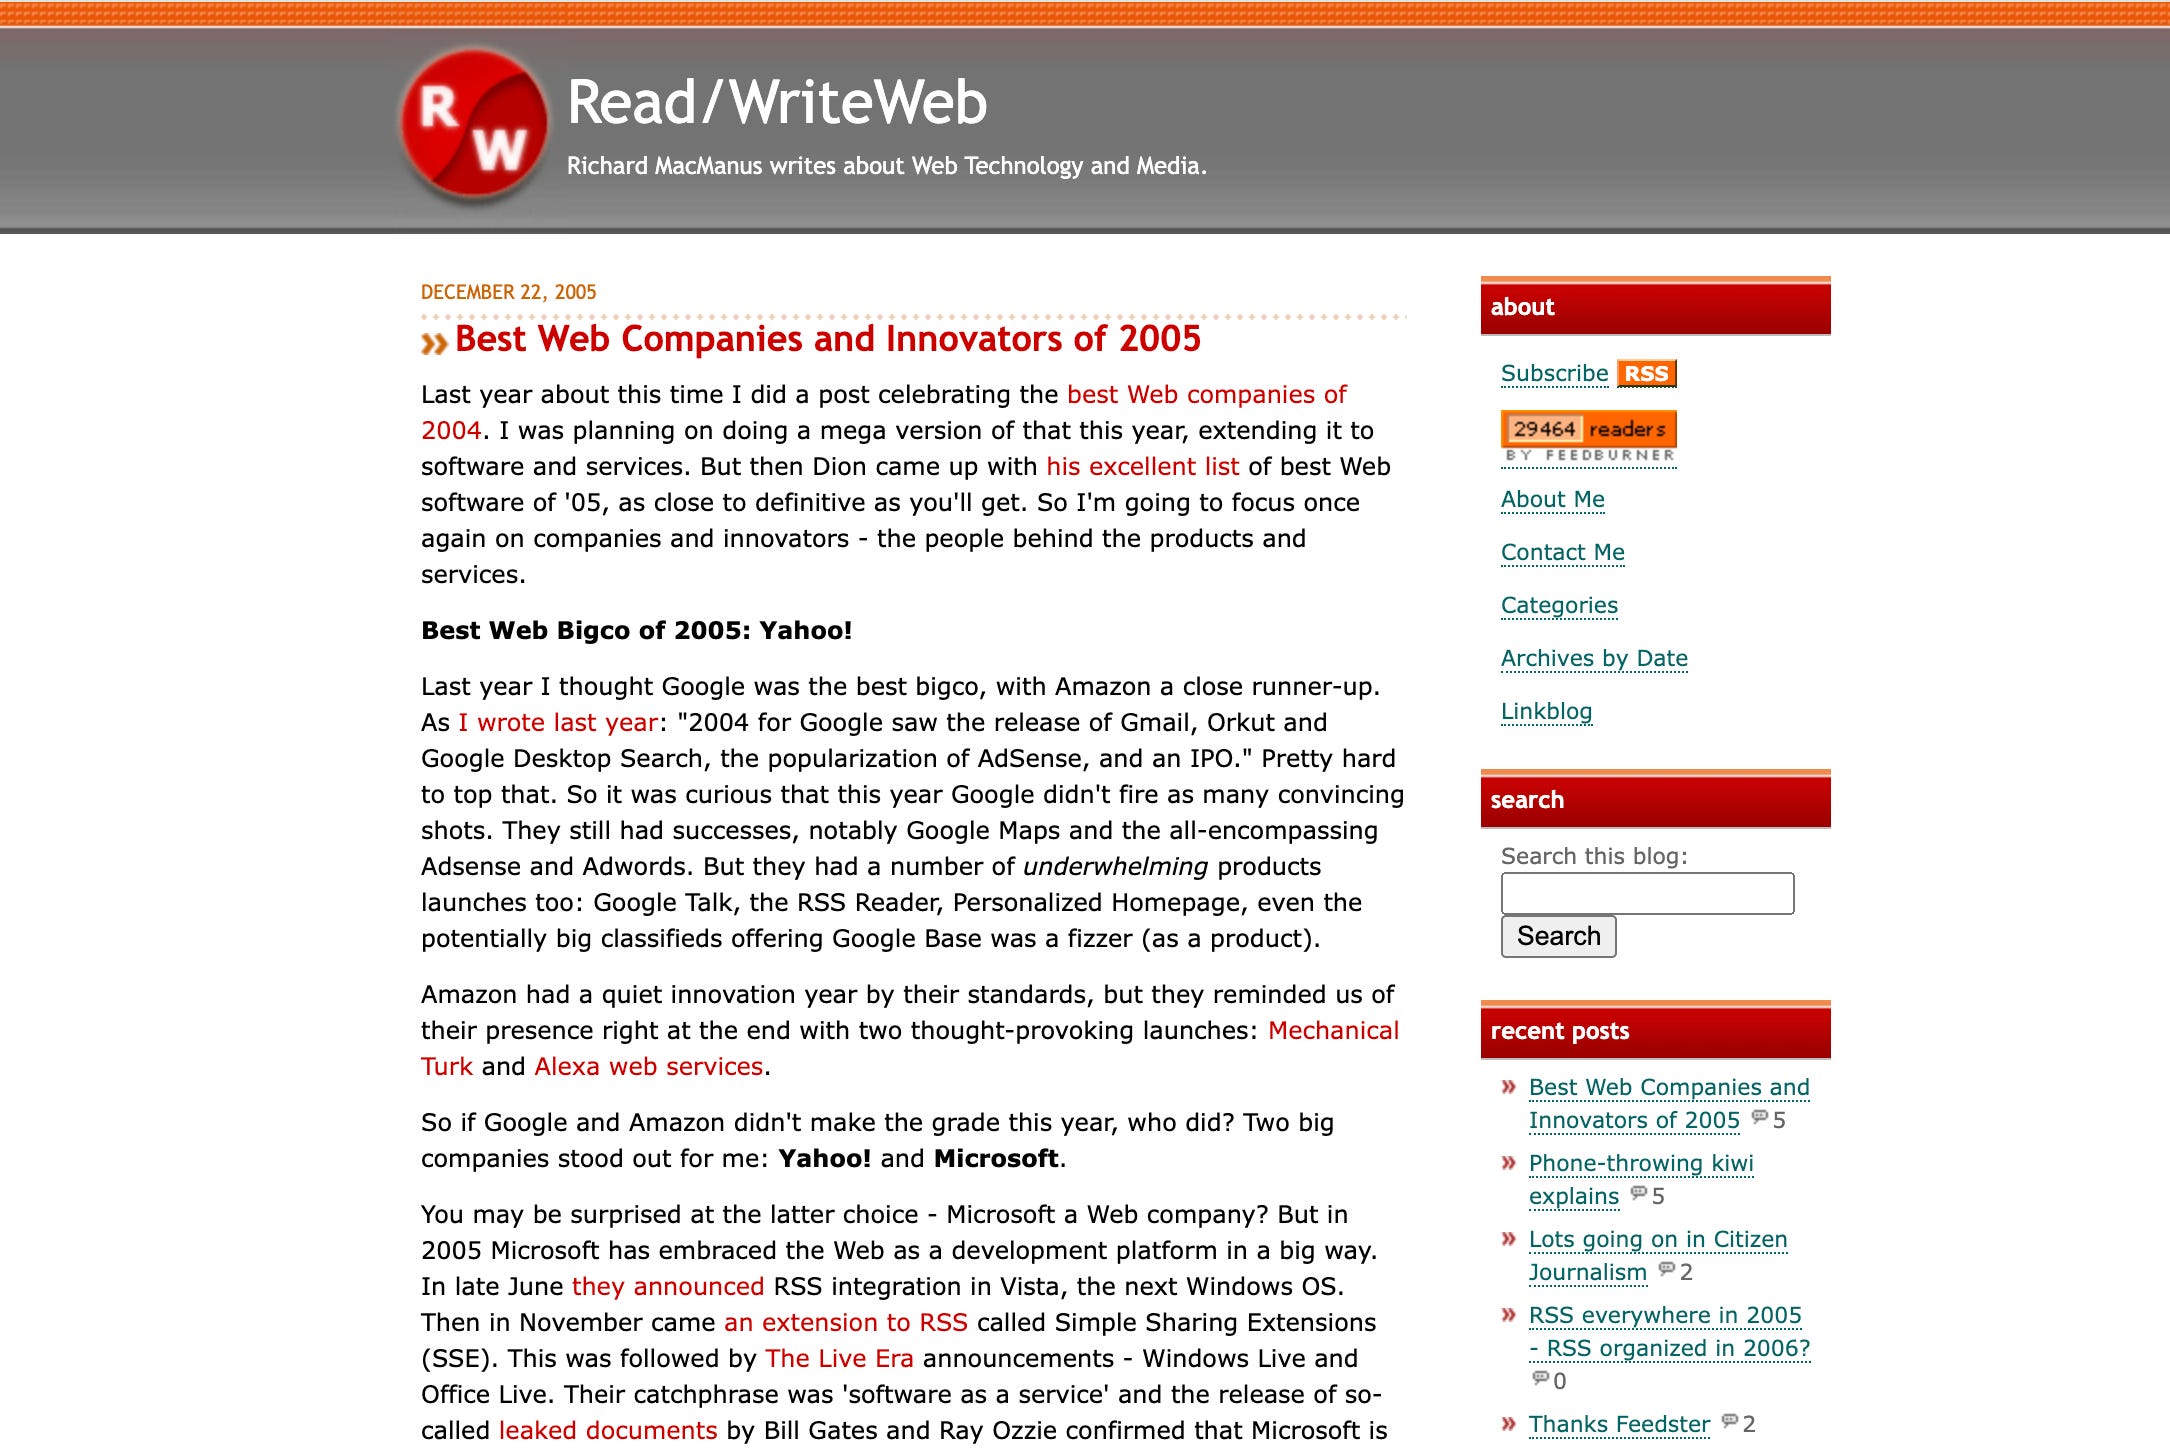 R
W
Read/WriteWeb
Richard MacManus writes about Web Technology and Media.
DECEMBER 22, 2005
Best Web Companies and Innovators of 2005
Last year about this time I did a post celebrating the best Web companies of
2004. I was planning on doing a mega version of that this year, extending it to
software and services. But then Dion came up with his excellent list of best Web
software of '05, as close to definitive as you'll get. So I'm going to focus once
again on companies and innovators - the people behind the products and
services.
Best Web Bigco of 2005: Yahoo!
Last year I thought Google was the best bigco, with Amazon a close runner-up.
As I wrote last year: "2004 for Google saw the release of Gmail, Orkut and
Google Desktop Search, the popularization of AdSense, and an IPO." Pretty hard
to top that. So it was curious that this year Google didn't fire as many convincing
shots. They still had successes, notably Google Maps and the all-encompassing
Adsense and Adwords. But they had a number of underwhelming products
launches too: Google Talk, the RSS Reader, Personalized Homepage, even the
potentially big classifieds offering Google Base was a fizzer (as a product).
Amazon had a quiet innovation year by their standards, but they reminded us of
their presence right at the end with two thought-provoking launches: Mechanical
Turk and Alexa web services.
So if Google and Amazon didn't make the grade this year, who did? Two big
companies stood out for me: Yahoo! and Microsoft.
You may be surprised at the latter choice - Microsoft a Web company? But in
2005 Microsoft has embraced the Web as a development platform in a big way.
In late June they announced RSS integration in Vista, the next Windows OS.
Then in November came an extension to RSS called Simple Sharing Extensions
(SSE). This was followed by The Live Era announcements - Windows Live and
Office Live. Their catchphrase was 'software as a service' and the release of so-
called leaked documents by Bill Gates and Ray Ozzie confirmed that Microsoft is
about
Subscribe RSS
29464 readers
BY FEEDBURNER
About Me
Contact Me
Categories
Archives by Date
Linkblog
search
Search this blog:
Search
recent posts
Best Web Companies and
Innovators of 2005 5
Phone-throwing kiwi
explains 5
Lots going on in Citizen
Journalism 2
RSS everywhere in 2005
- RSS organized in 2006?
0
Thanks Feedster 2